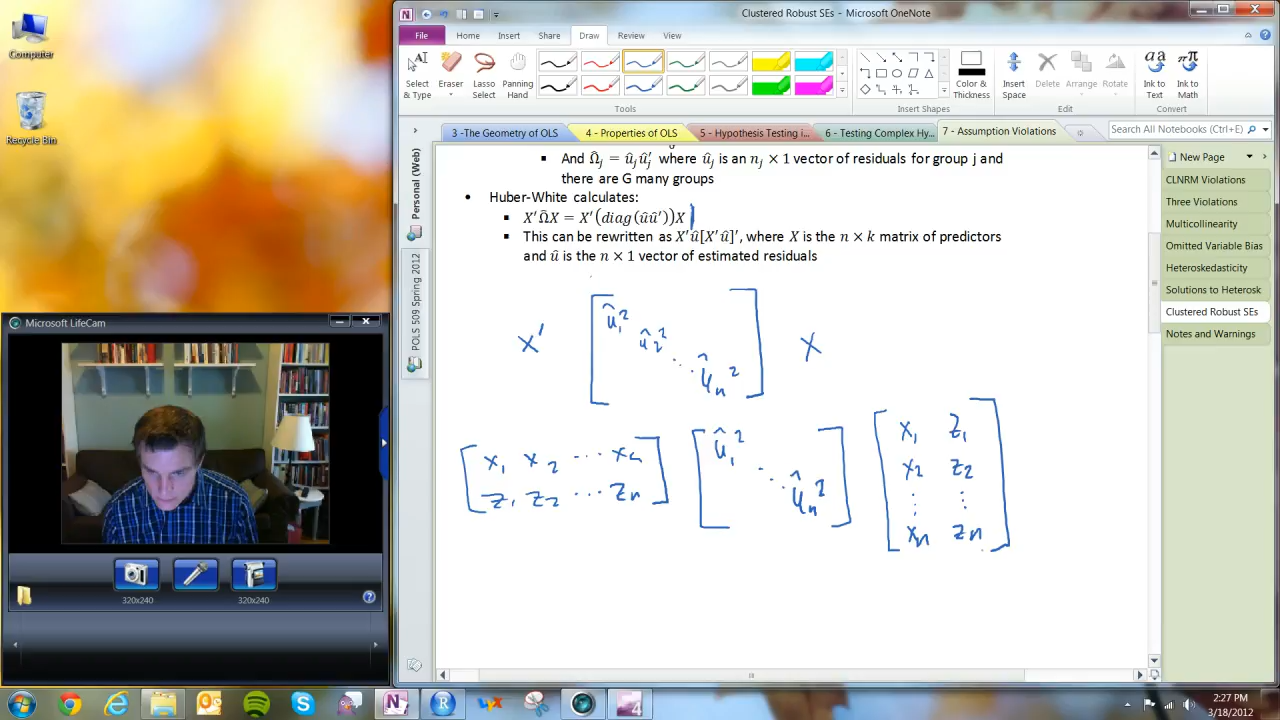 Computer
Recycle Bin
Clustered Robust SEs - Microsoft OneNote
File Home Insert Share Draw Review View
Select & Type
Eraser
Lasso Select
Panning Hand
Color & Thickness
Insert Space
Delete
Arrange
Rotate
Ink to Text
Ink to Math
Tools
Insert Shapes
Edit
Convert
3 -The Geometry of OLS
4 - Properties of OLS
5 - Hypothesis Testing i...
6 - Testing Complex Hy...
7 - Assumption Violations
Search All Notebooks (Ctrl+E)
Personal (Web)
POLS 509 Spring 2012
New Page
CLNRM Violations
Three Violations
Multicollinearity
Omitted Variable Bias
Heteroskedasticity
Solutions to Heterosk
Clustered Robust SEs
Notes and Warnings
▪ And Ω̂ⱼ = ûⱼûⱼ′ where ûⱼ is an nⱼ × 1 vector of residuals for group j and
there are G many groups
• Huber-White calculates:
▪ X′Ω̂X = X′(diag(ûû′))X
▪ This can be rewritten as X′û[X′û]′, where X is the n × k matrix of predictors
and û is the n × 1 vector of estimated residuals
X′ [û₁² û₂² ⋱ ûₙ²] X
[x₁ x₂ ⋯ xₙ
z₁ z₂ ⋯ zₙ]
[û₁² ⋱ ûₙ²]
[x₁ z₁
x₂ z₂
⋮ ⋮
xₙ zₙ]
Microsoft LifeCam
320x240
320x240
2:27 PM
3/18/2012